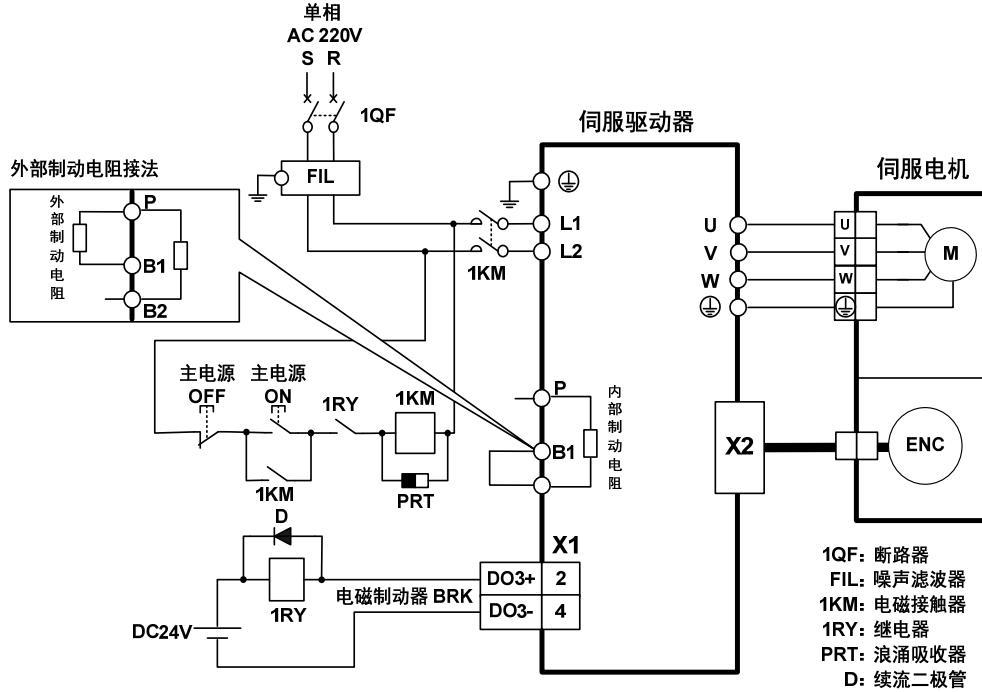 单相
AC 220V
S R
1QF
伺服驱动器
外部制动电阻接法
FIL
伺服电机
外部制动电阻
P
B1
B2
L1
L2
1KM
U
V
W
U
V
W
M
主电源
OFF
主电源
ON
1RY
1KM
P
内部制动电阻
B1
X2
ENC
1KM
PRT
D
X1
1RY
电磁制动器 BRK
DO3+ 2
DO3- 4
DC24V
1QF：断路器
FIL：噪声滤波器
1KM：电磁接触器
1RY：继电器
PRT：浪涌吸收器
D：续流二极管